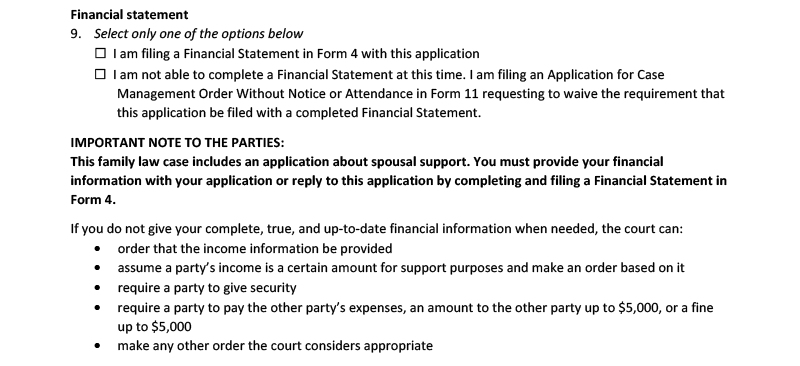 Financial statement
9. Select only one of the options below
☐ I am filing a Financial Statement in Form 4 with this application
☐ I am not able to complete a Financial Statement at this time. I am filing an Application for Case
Management Order Without Notice or Attendance in Form 11 requesting to waive the requirement that
this application be filed with a completed Financial Statement.
IMPORTANT NOTE TO THE PARTIES:
This family law case includes an application about spousal support. You must provide your financial
information with your application or reply to this application by completing and filing a Financial Statement in
Form 4.
If you do not give your complete, true, and up-to-date financial information when needed, the court can:
• order that the income information be provided
• assume a party's income is a certain amount for support purposes and make an order based on it
• require a party to give security
• require a party to pay the other party's expenses, an amount to the other party up to $5,000, or a fine
up to $5,000
• make any other order the court considers appropriate